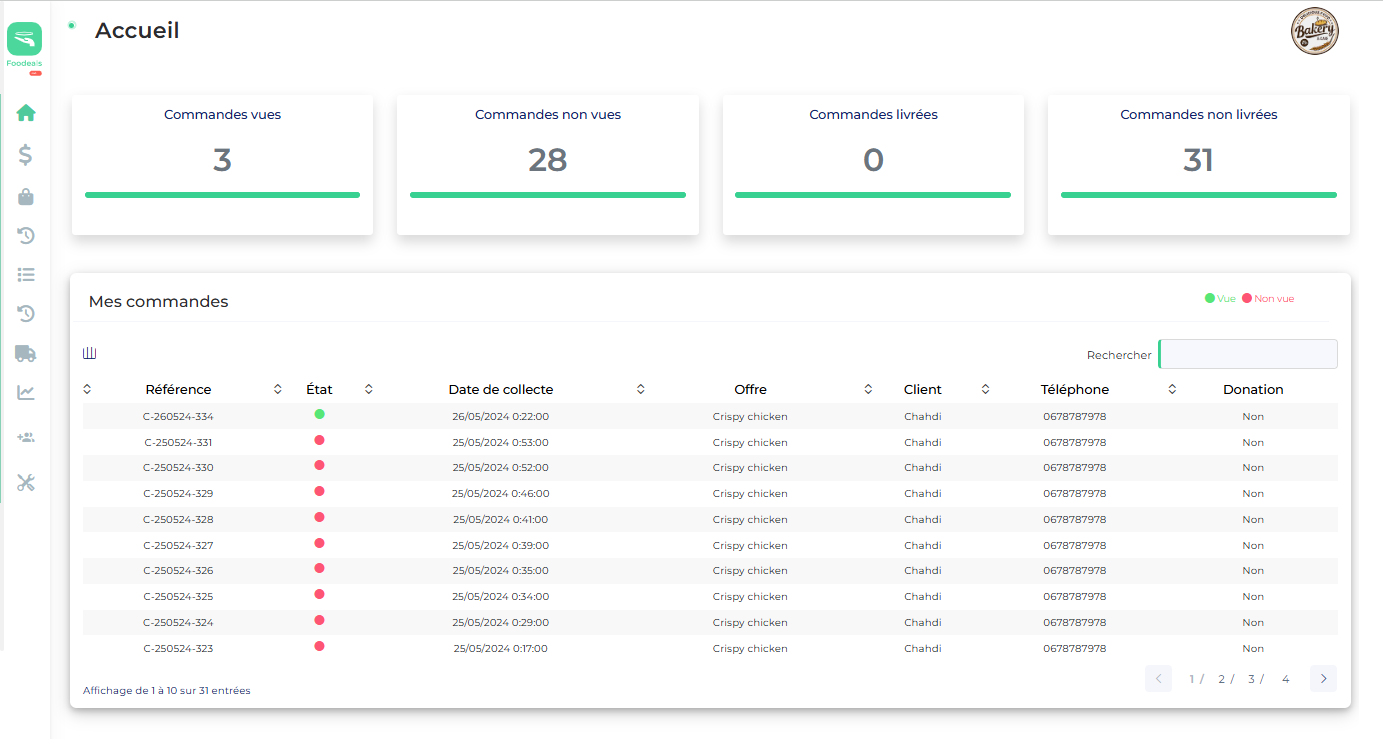 Accueil
DELICIOUS FOOD
Bakery
Foodeals
Commandes vues
3
Commandes non vues
28
Commandes livrées
0
Commandes non livrées
31
Mes commandes
Vue Non vue
Rechercher
Référence État Date de collecte Offre Client Téléphone Donation
C-260524-334 26/05/2024 0:22:00 Crispy chicken Chahdi 0678787978 Non
C-250524-331 25/05/2024 0:53:00 Crispy chicken Chahdi 0678787978 Non
C-250524-330 25/05/2024 0:52:00 Crispy chicken Chahdi 0678787978 Non
C-250524-329 25/05/2024 0:46:00 Crispy chicken Chahdi 0678787978 Non
C-250524-328 25/05/2024 0:41:00 Crispy chicken Chahdi 0678787978 Non
C-250524-327 25/05/2024 0:39:00 Crispy chicken Chahdi 0678787978 Non
C-250524-326 25/05/2024 0:35:00 Crispy chicken Chahdi 0678787978 Non
C-250524-325 25/05/2024 0:34:00 Crispy chicken Chahdi 0678787978 Non
C-250524-324 25/05/2024 0:29:00 Crispy chicken Chahdi 0678787978 Non
C-250524-323 25/05/2024 0:17:00 Crispy chicken Chahdi 0678787978 Non
Affichage de 1 à 10 sur 31 entrées
1 / 2 / 3 / 4